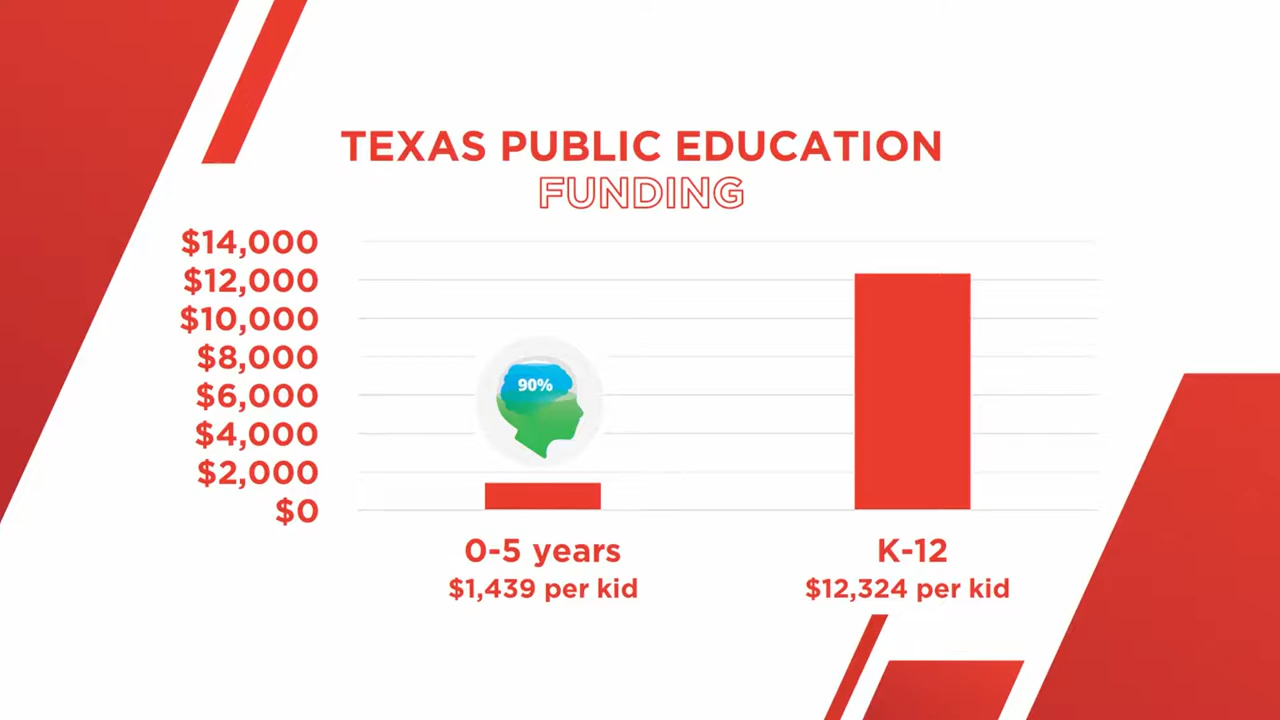 TEXAS PUBLIC EDUCATION
FUNDING
$14,000
$12,000
$10,000
$8,000
$6,000
$4,000
$2,000
$0
90%
0-5 years
$1,439 per kid
K-12
$12,324 per kid